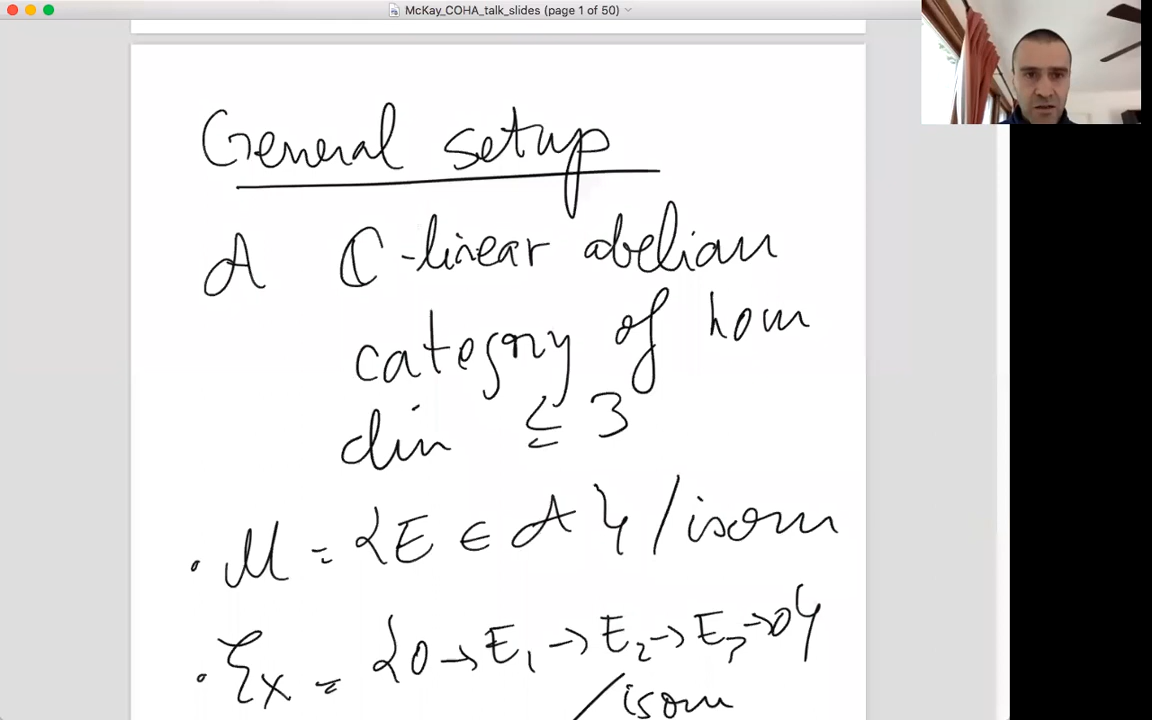 McKay_COHA_talk_slides (page 1 of 50)
General setup
A ℂ-linear abelian
category of hom
dim ≤ 3
• M = {E ∈ A}/isom
• Ex = {0→E₁→E₂→E₃→0}
/isom